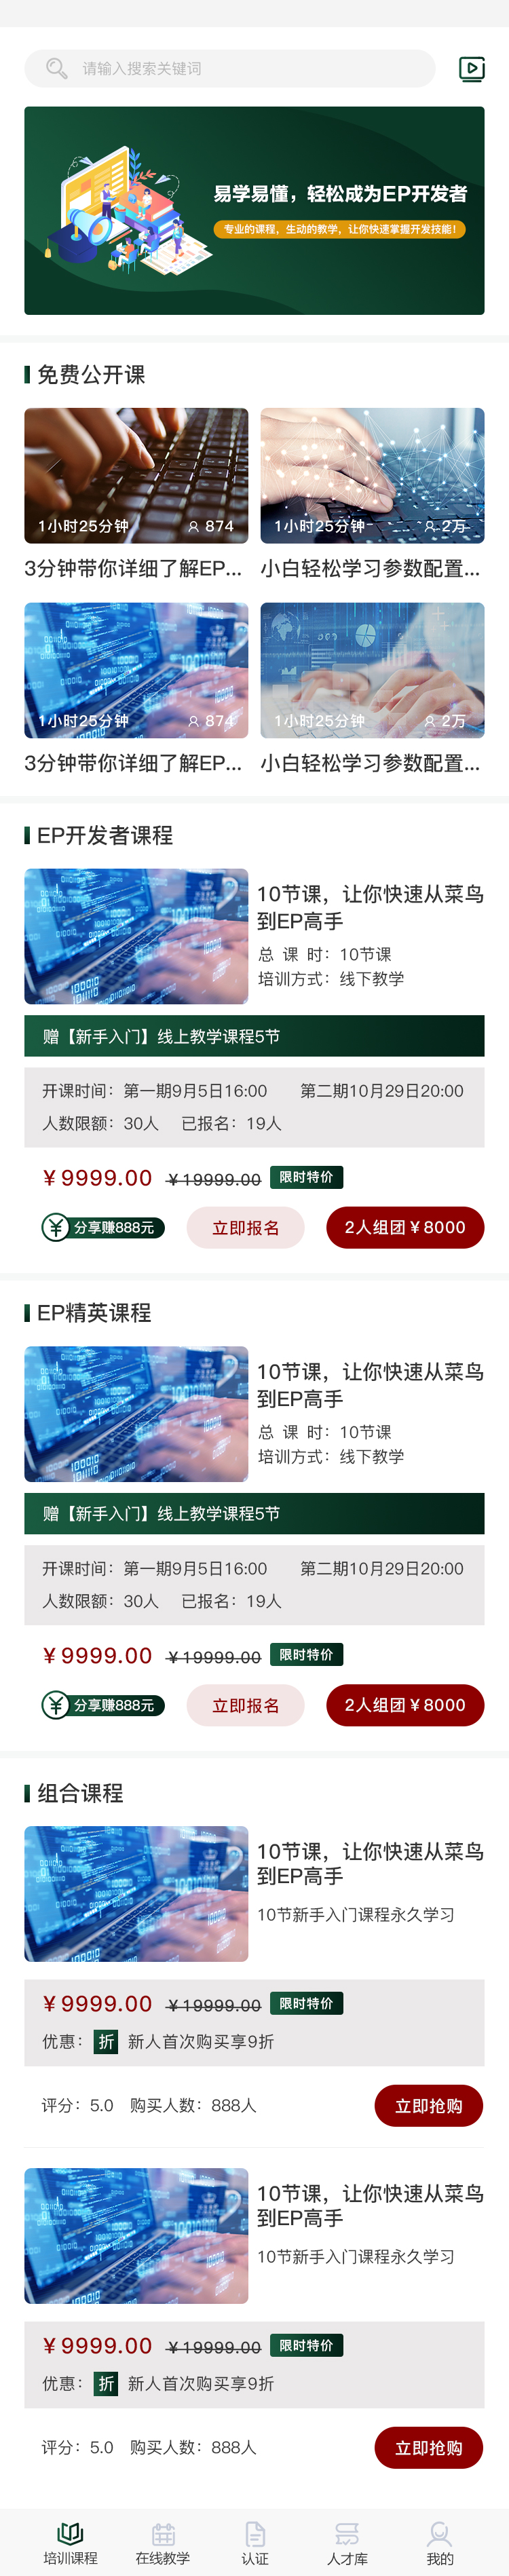 请输入搜索关键词
易学易懂，轻松成为EP开发者
专业的课程，生动的教学，让你快速掌握开发技能！
免费公开课
1小时25分钟 874
1小时25分钟 2万
3分钟带你详细了解EP...
小白轻松学习参数配置...
1小时25分钟 874
1小时25分钟 2万
3分钟带你详细了解EP...
小白轻松学习参数配置...
EP开发者课程
10节课，让你快速从菜鸟
到EP高手
总 课 时：10节课
培训方式：线下教学
赠【新手入门】线上教学课程5节
开课时间：第一期9月5日16:00 第二期10月29日20:00
人数限额：30人 已报名：19人
￥9999.00 ￥19999.00 限时特价
分享赚888元 立即报名 2人组团￥8000
EP精英课程
10节课，让你快速从菜鸟
到EP高手
总 课 时：10节课
培训方式：线下教学
赠【新手入门】线上教学课程5节
开课时间：第一期9月5日16:00 第二期10月29日20:00
人数限额：30人 已报名：19人
￥9999.00 ￥19999.00 限时特价
分享赚888元 立即报名 2人组团￥8000
组合课程
10节课，让你快速从菜鸟
到EP高手
10节新手入门课程永久学习
￥9999.00 ￥19999.00 限时特价
优惠：折 新人首次购买享9折
评分：5.0 购买人数：888人 立即抢购
10节课，让你快速从菜鸟
到EP高手
10节新手入门课程永久学习
￥9999.00 ￥19999.00 限时特价
优惠：折 新人首次购买享9折
评分：5.0 购买人数：888人 立即抢购
培训课程 在线教学 认证 人才库 我的